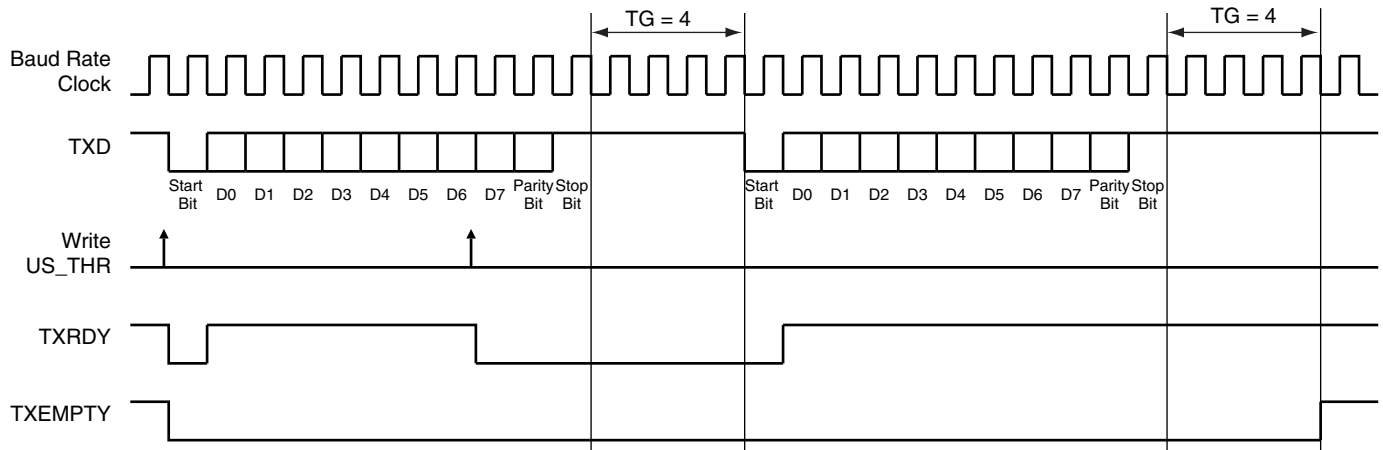 TG = 4
TG = 4
Baud Rate
Clock
TXD
Start
Bit
D0
D1
D2
D3
D4
D5
D6
D7
Parity
Bit
Stop
Bit
Start
Bit
D0
D1
D2
D3
D4
D5
D6
D7
Parity
Bit
Stop
Bit
Write
US_THR
TXRDY
TXEMPTY